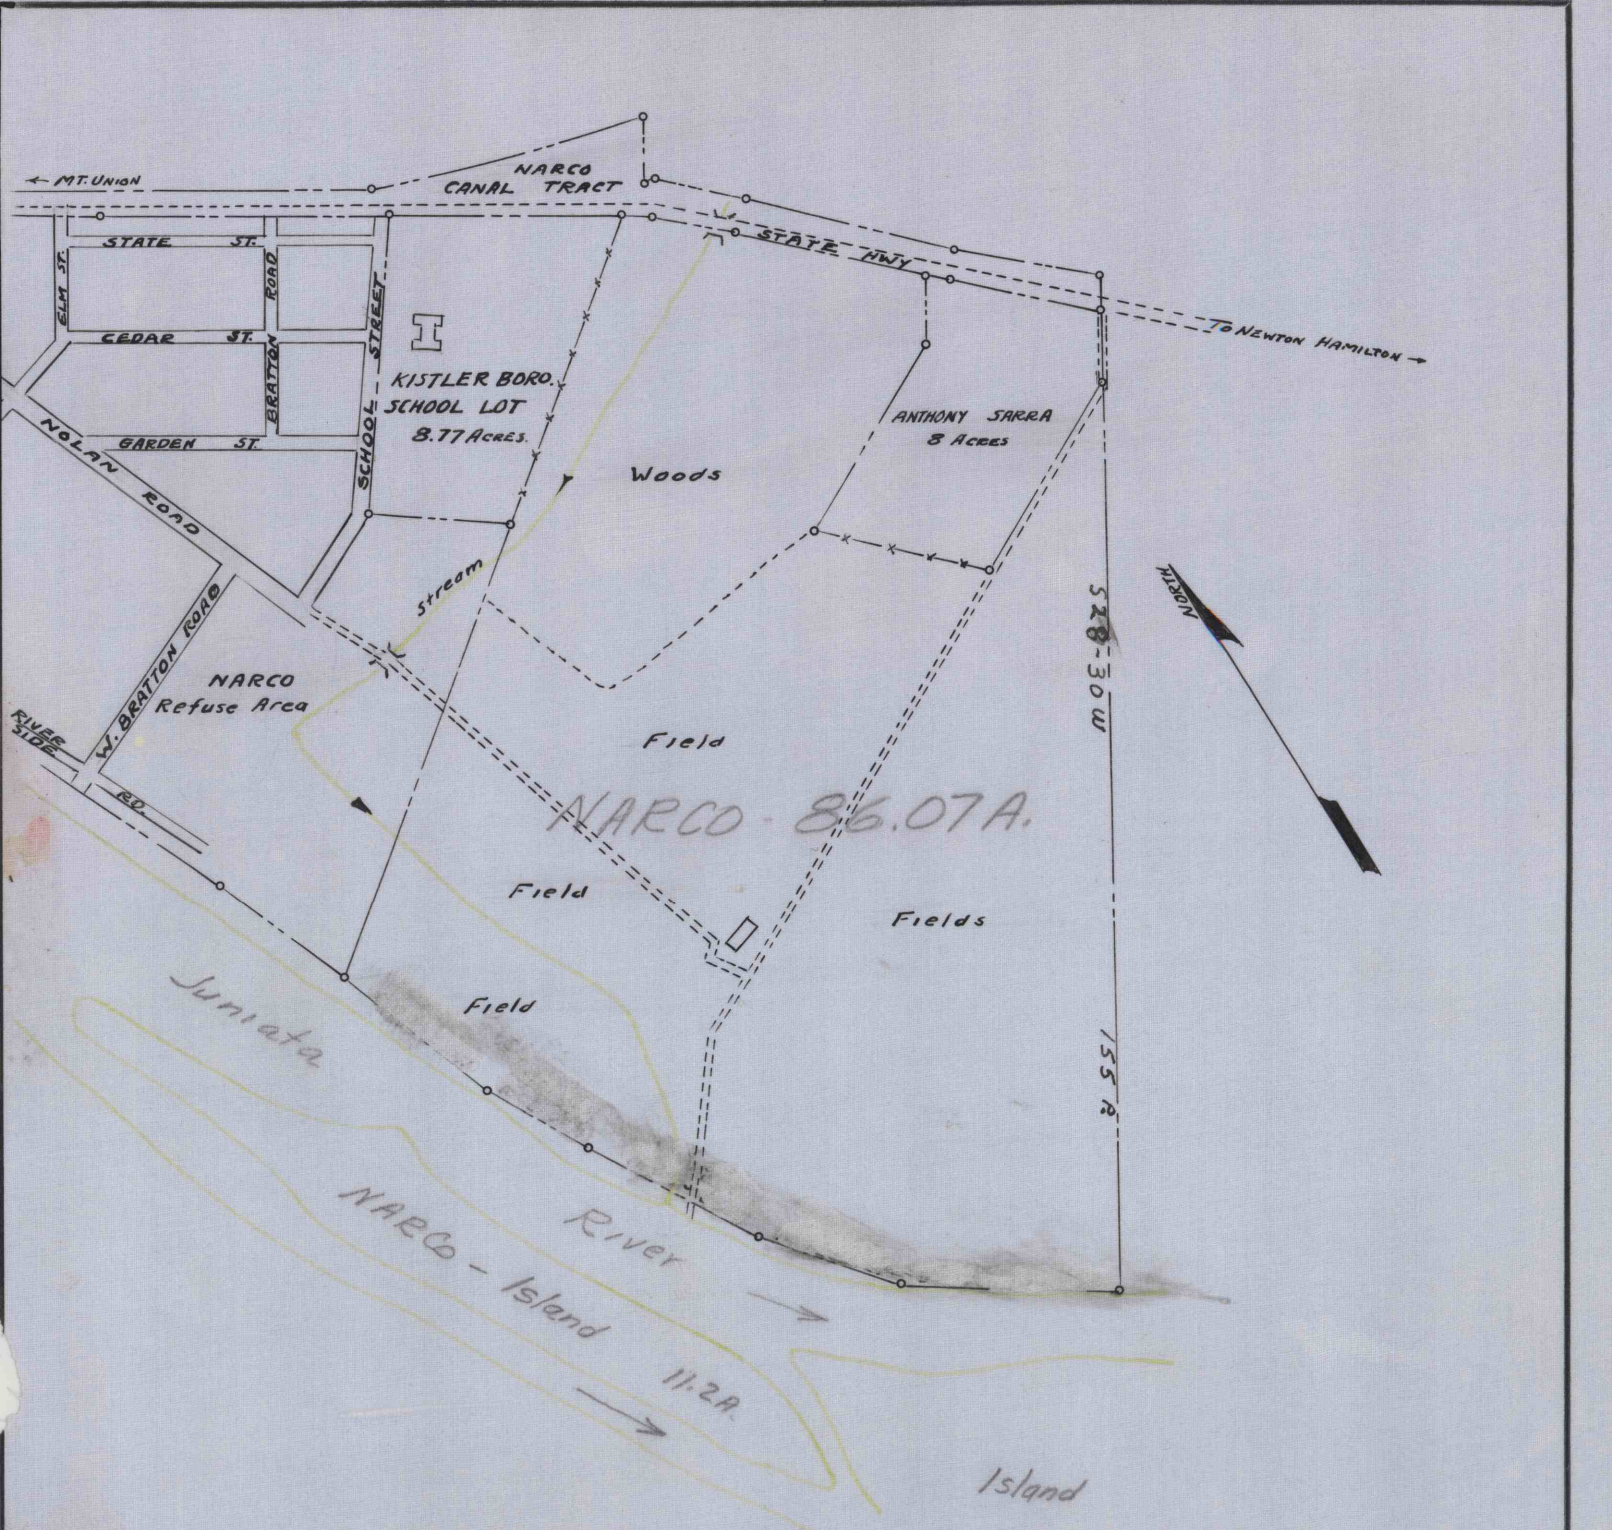 ← MT. UNION
NARCO
CANAL TRACT
STATE HWY
TO NEWTON HAMILTON →
STATE ST.
ELM ST.
BRATTON ROAD
SCHOOL STREET
CEDAR ST.
GARDEN ST.
NOLAN ROAD
KISTLER BORO.
SCHOOL LOT
8.77 ACRES.
Woods
ANTHONY SARRA
8 ACRES
Stream
NORTH
S28-30W
155 P.
NARCO
Refuse Area
W. BRATTON ROAD
RIVER
SIDE
RD.
Field
NARCO - 86.07A.
Field
Fields
Field
Juniata
River
NARCO - Island
11.2A.
Island